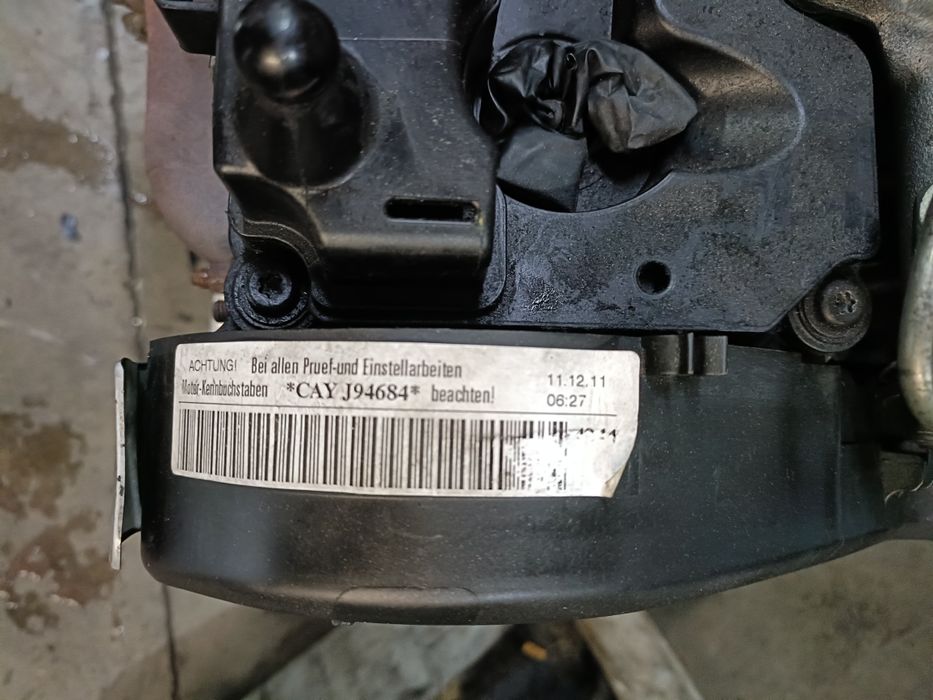 ACHTUNG! Bei allen Pruef-und Einstellarbeiten
Motor-Kennbuchstaben *CAY J94684* beachten!
11.12.11
06:27